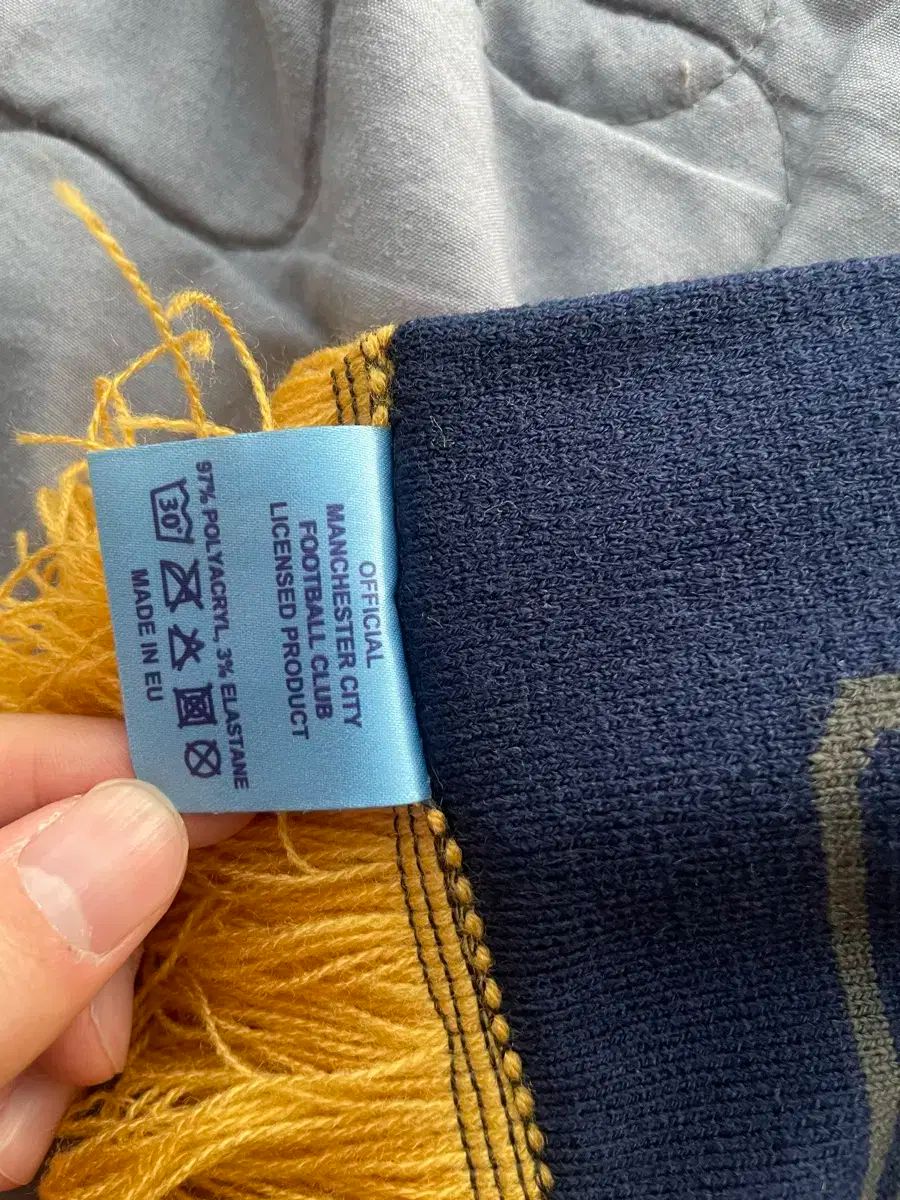 OFFICIAL
MANCHESTER CITY
FOOTBALL CLUB
LICENSED PRODUCT
97% POLYACRYL, 3% ELASTANE
30°
MADE IN EU